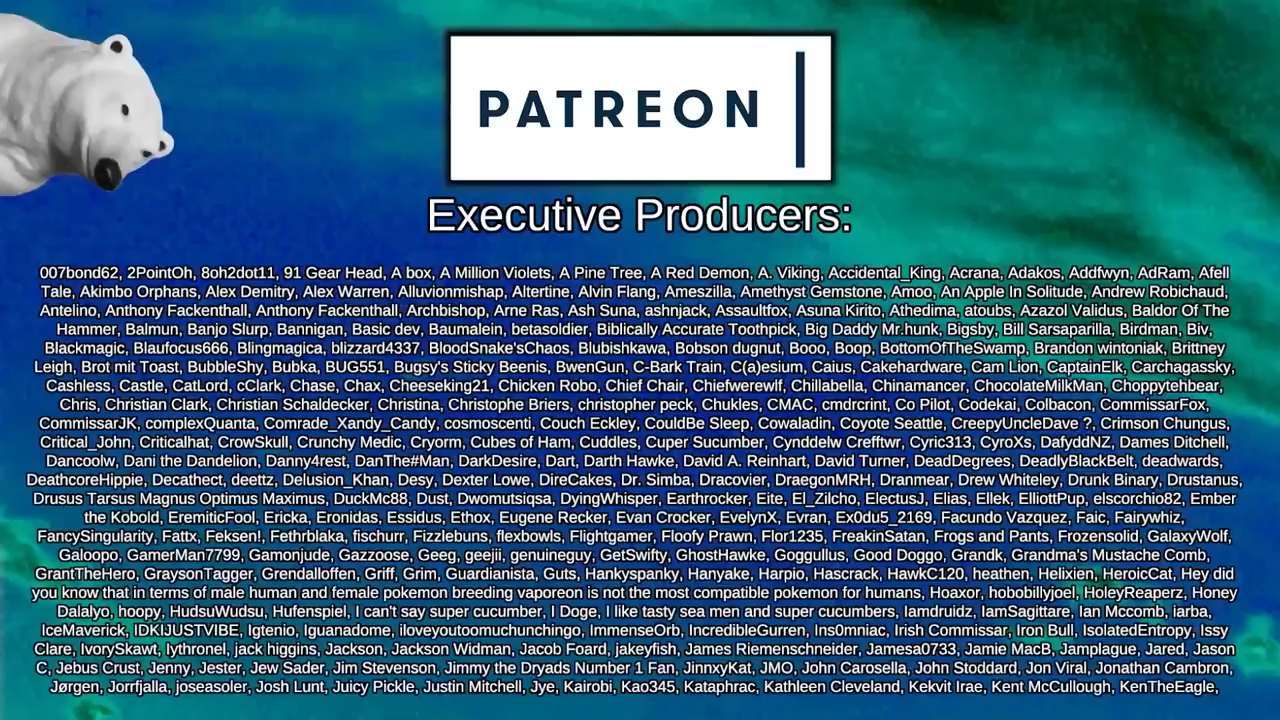 PATREON
Executive Producers:
007bond62, 2PointOh, 8oh2dot11, 91 Gear Head, A box, A Million Violets, A Pine Tree, A Red Demon, A. Viking, Accidental_King, Acrana, Adakos, Addfwyn, AdRam, Afell
Tale, Akimbo Orphans, Alex Demitry, Alex Warren, Alluvionmishap, Altertine, Alvin Flang, Ameszilla, Amethyst Gemstone, Amoo, An Apple In Solitude, Andrew Robichaud,
Antelino, Anthony Fackenthall, Anthony Fackenthall, Archbishop, Arne Ras, Ash Suna, ashnjack, Assaultfox, Asuna Kirito, Athedima, atoubs, Azazol Validus, Baldor Of The
Hammer, Balmun, Banjo Slurp, Bannigan, Basic dev, Baumalein, betasoldier, Biblically Accurate Toothpick, Big Daddy Mr.hunk, Bigsby, Bill Sarsaparilla, Birdman, Biv,
Blackmagic, Blaufocus666, Blingmagica, blizzard4337, BloodSnake'sChaos, Blubishkawa, Bobson dugnut, Booo, Boop, BottomOfTheSwamp, Brandon wintoniak, Brittney
Leigh, Brot mit Toast, BubbleShy, Bubka, BUG551, Bugsy's Sticky Beenis, BwenGun, C-Bark Train, C(a)esium, Caius, Cakehardware, Cam Lion, CaptainElk, Carchagassky,
Cashless, Castle, CatLord, cClark, Chase, Chax, Cheeseking21, Chicken Robo, Chief Chair, Chiefwerewlf, Chillabella, Chinamancer, ChocolateMilkMan, Choppytehbear,
Chris, Christian Clark, Christian Schaldecker, Christina, Christophe Briers, christopher peck, Chukles, CMAC, cmdrcrint, Co Pilot, Codekai, Colbacon, CommissarFox,
CommissarJK, complexQuanta, Comrade_Xandy_Candy, cosmoscenti, Couch Eckley, CouldBe Sleep, Cowaladin, Coyote Seattle, CreepyUncleDave ?, Crimson Chungus,
Critical_John, Criticalhat, CrowSkull, Crunchy Medic, Cryorm, Cubes of Ham, Cuddles, Cuper Sucumber, Cynddelw Crefftwr, Cyric313, CyroXs, DafyddNZ, Dames Ditchell,
Dancoolw, Dani the Dandelion, Danny4rest, DanThe#Man, DarkDesire, Dart, Darth Hawke, David A. Reinhart, David Turner, DeadDegrees, DeadlyBlackBelt, deadwards,
DeathcoreHippie, Decathect, deettz, Delusion_Khan, Desy, Dexter Lowe, DireCakes, Dr. Simba, Dracovier, DraegonMRH, Dranmear, Drew Whiteley, Drunk Binary, Drustanus,
Drusus Tarsus Magnus Optimus Maximus, DuckMc88, Dust, Dwomutsiqsa, DyingWhisper, Earthrocker, Eite, El_Zilcho, ElectusJ, Elias, Ellek, ElliottPup, elscorchio82, Ember
the Kobold, EremiticFool, Ericka, Eronidas, Essidus, Ethox, Eugene Recker, Evan Crocker, EvelynX, Evran, Ex0du5_2169, Facundo Vazquez, Faic, Fairywhiz,
FancySingularity, Fattx, Feksen!, Fethrblaka, fischurr, Fizzlebuns, flexbowls, Flightgamer, Floofy Prawn, Flor1235, FreakinSatan, Frogs and Pants, Frozensolid, GalaxyWolf,
Galoopo, GamerMan7799, Gamonjude, Gazzoose, Geeg, geejii, genuineguy, GetSwifty, GhostHawke, Goggullus, Good Doggo, Grandk, Grandma's Mustache Comb,
GrantTheHero, GraysonTagger, Grendalloffen, Griff, Grim, Guardianista, Guts, Hankyspanky, Hanyake, Harpio, Hascrack, HawkC120, heathen, Helixien, HeroicCat, Hey did
you know that in terms of male human and female pokemon breeding vaporeon is not the most compatible pokemon for humans, Hoaxor, hobobillyjoel, HoleyReaperz, Honey
Dalalyo, hoopy, HudsuWudsu, Hufenspiel, I can't say super cucumber, I Doge, I like tasty sea men and super cucumbers, Iamdruidz, IamSagittare, Ian Mccomb, iarba,
IceMaverick, IDKIJUSTVIBE, Igtenio, Iguanadome, iloveyoutoomuchunchingo, ImmenseOrb, IncredibleGurren, Ins0mniac, Irish Commissar, Iron Bull, IsolatedEntropy, Issy
Clare, IvorySkawt, lythronel, jack higgins, Jackson, Jackson Widman, Jacob Foard, jakeyfish, James Riemenschneider, Jamesa0733, Jamie MacB, Jamplague, Jared, Jason
C, Jebus Crust, Jenny, Jester, Jew Sader, Jim Stevenson, Jimmy the Dryads Number 1 Fan, JinnxyKat, JMO, John Carosella, John Stoddard, Jon Viral, Jonathan Cambron,
Jørgen, Jorrfjalla, joseasoler, Josh Lunt, Juicy Pickle, Justin Mitchell, Jye, Kairobi, Kao345, Kataphrac, Kathleen Cleveland, Kekvit Irae, Kent McCullough, KenTheEagle,